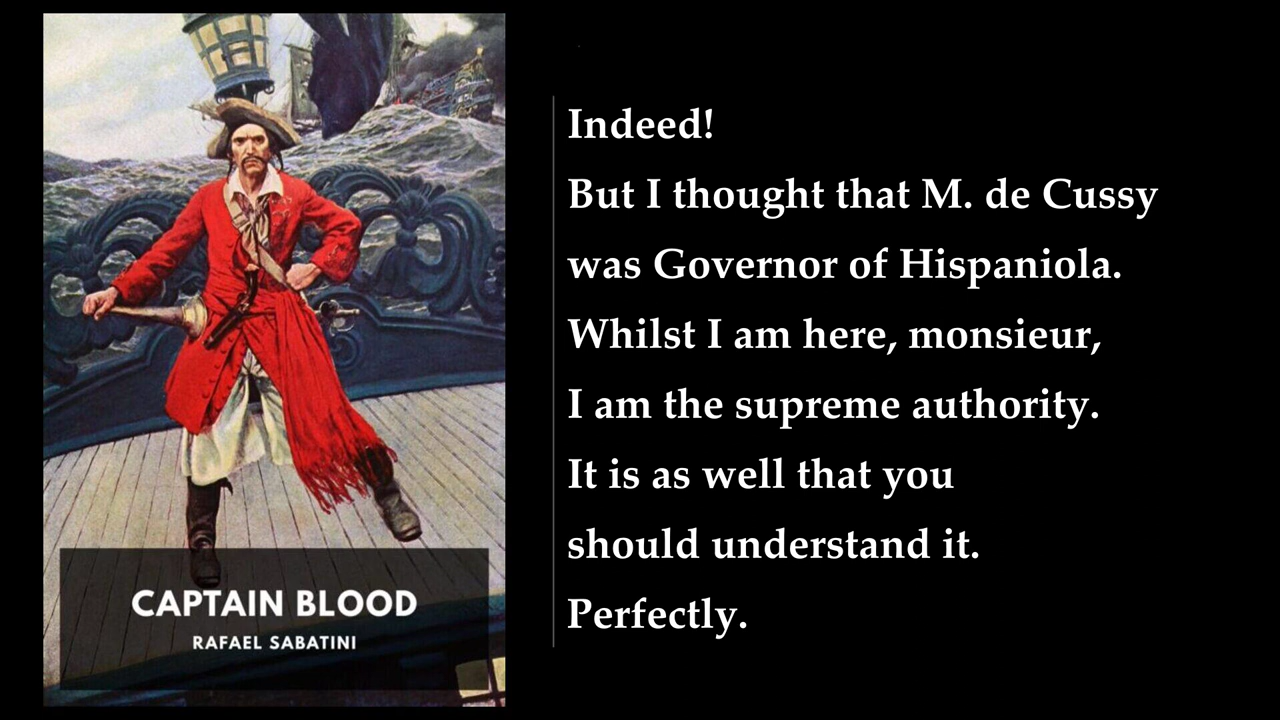 CAPTAIN BLOOD
RAFAEL SABATINI
Indeed!
But I thought that M. de Cussy
was Governor of Hispaniola.
Whilst I am here, monsieur,
I am the supreme authority.
It is as well that you
should understand it.
Perfectly.